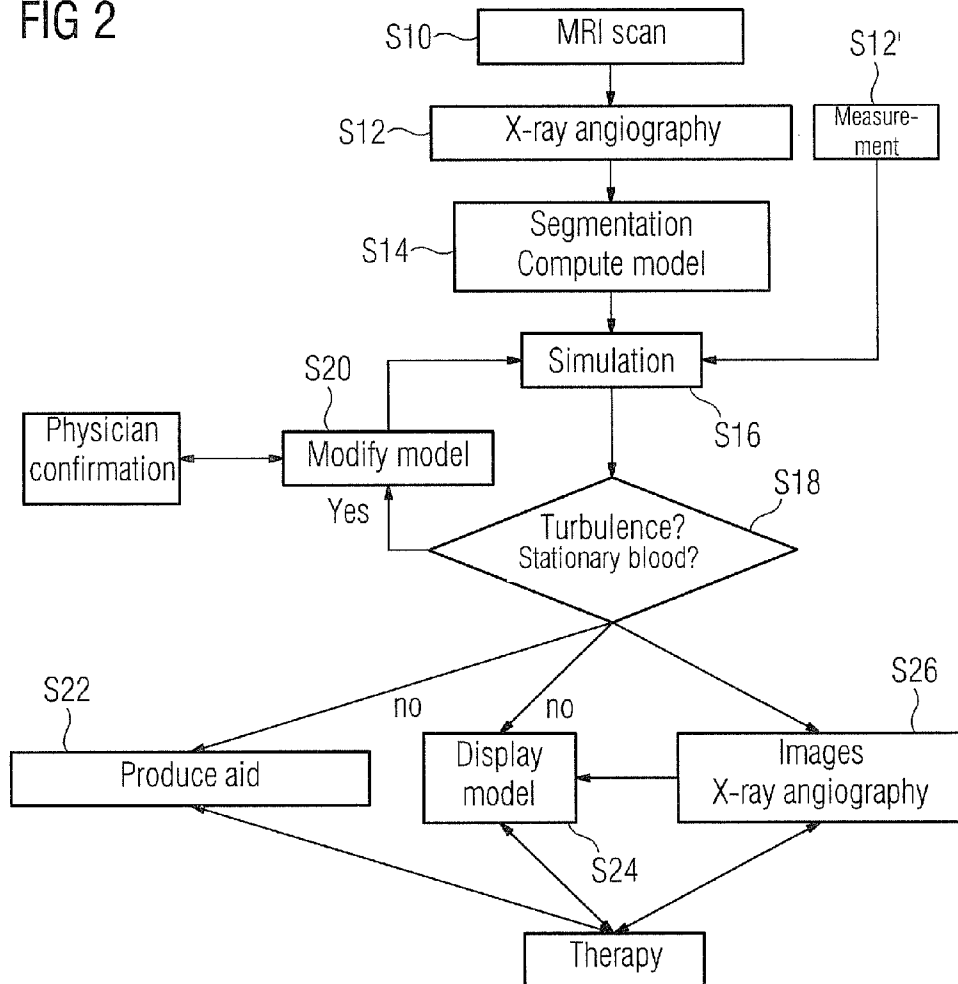 FIG 2
S10
MRI scan
S12'
S12
X-ray angiography
Measure-
ment
S14
Segmentation
Compute model
S20
Simulation
S16
Physician
confirmation
Modify model
Yes
S18
Turbulence?
Stationary blood?
S22
no
no
S26
Produce aid
Display
model
Images
X-ray angiography
S24
Therapy